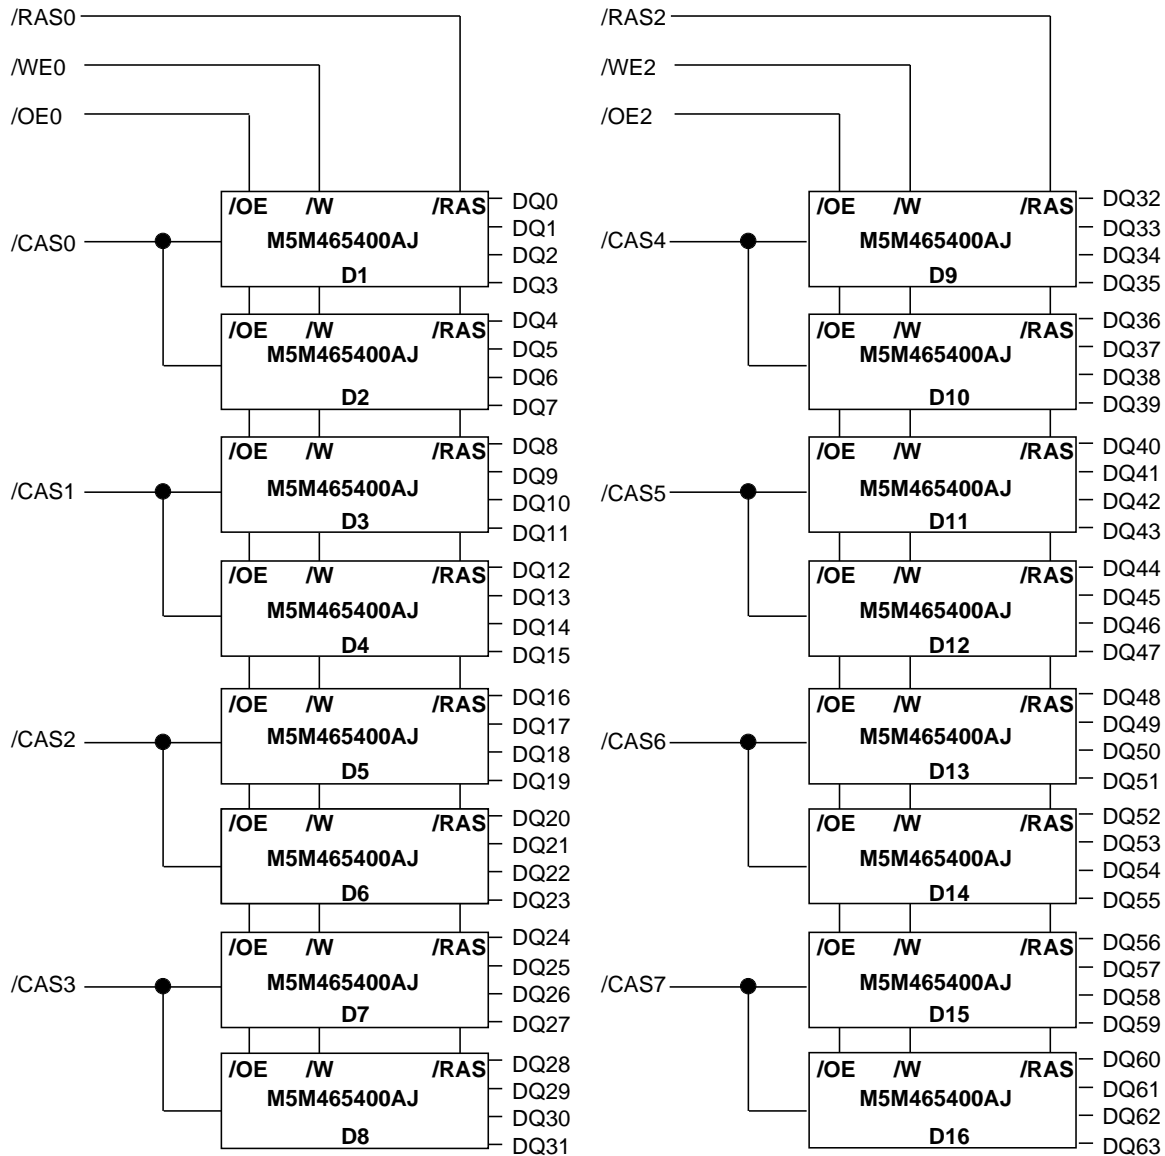 /RAS0
/WE0
/OE0
/OE /W /RAS
/CAS0
M5M465400AJ
D1
DQ0
DQ1
DQ2
DQ3
/OE /W /RAS
M5M465400AJ
D2
DQ4
DQ5
DQ6
DQ7
/OE /W /RAS
/CAS1
M5M465400AJ
D3
DQ8
DQ9
DQ10
DQ11
/OE /W /RAS
M5M465400AJ
D4
DQ12
DQ13
DQ14
DQ15
/OE /W /RAS
/CAS2
M5M465400AJ
D5
DQ16
DQ17
DQ18
DQ19
/OE /W /RAS
M5M465400AJ
D6
DQ20
DQ21
DQ22
DQ23
/OE /W /RAS
/CAS3
M5M465400AJ
D7
DQ24
DQ25
DQ26
DQ27
/OE /W /RAS
M5M465400AJ
D8
DQ28
DQ29
DQ30
DQ31
/RAS2
/WE2
/OE2
/OE /W /RAS
/CAS4
M5M465400AJ
D9
DQ32
DQ33
DQ34
DQ35
/OE /W /RAS
M5M465400AJ
D10
DQ36
DQ37
DQ38
DQ39
/OE /W /RAS
/CAS5
M5M465400AJ
D11
DQ40
DQ41
DQ42
DQ43
/OE /W /RAS
M5M465400AJ
D12
DQ44
DQ45
DQ46
DQ47
/OE /W /RAS
/CAS6
M5M465400AJ
D13
DQ48
DQ49
DQ50
DQ51
/OE /W /RAS
M5M465400AJ
D14
DQ52
DQ53
DQ54
DQ55
/OE /W /RAS
/CAS7
M5M465400AJ
D15
DQ56
DQ57
DQ58
DQ59
/OE /W /RAS
M5M465400AJ
D16
DQ60
DQ61
DQ62
DQ63